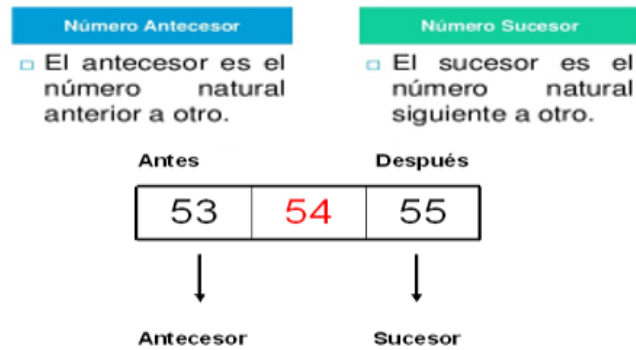 Número Antecesor
El antecesor es el
número natural
anterior a otro.
Número Sucesor
El sucesor es el
número natural
siguiente a otro.
Antes Después
53 54 55
Antecesor Sucesor